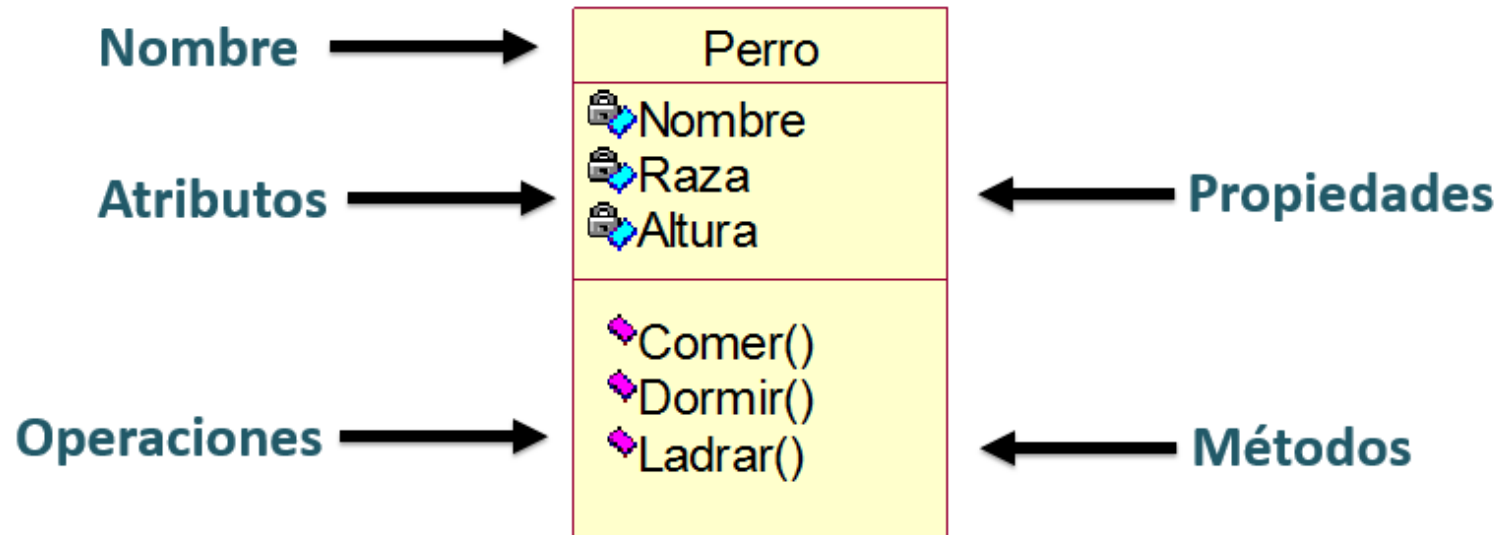 Nombre
Perro
Nombre
Raza
Altura
Atributos
Propiedades
Comer()
Dormir()
Ladrar()
Operaciones
Métodos